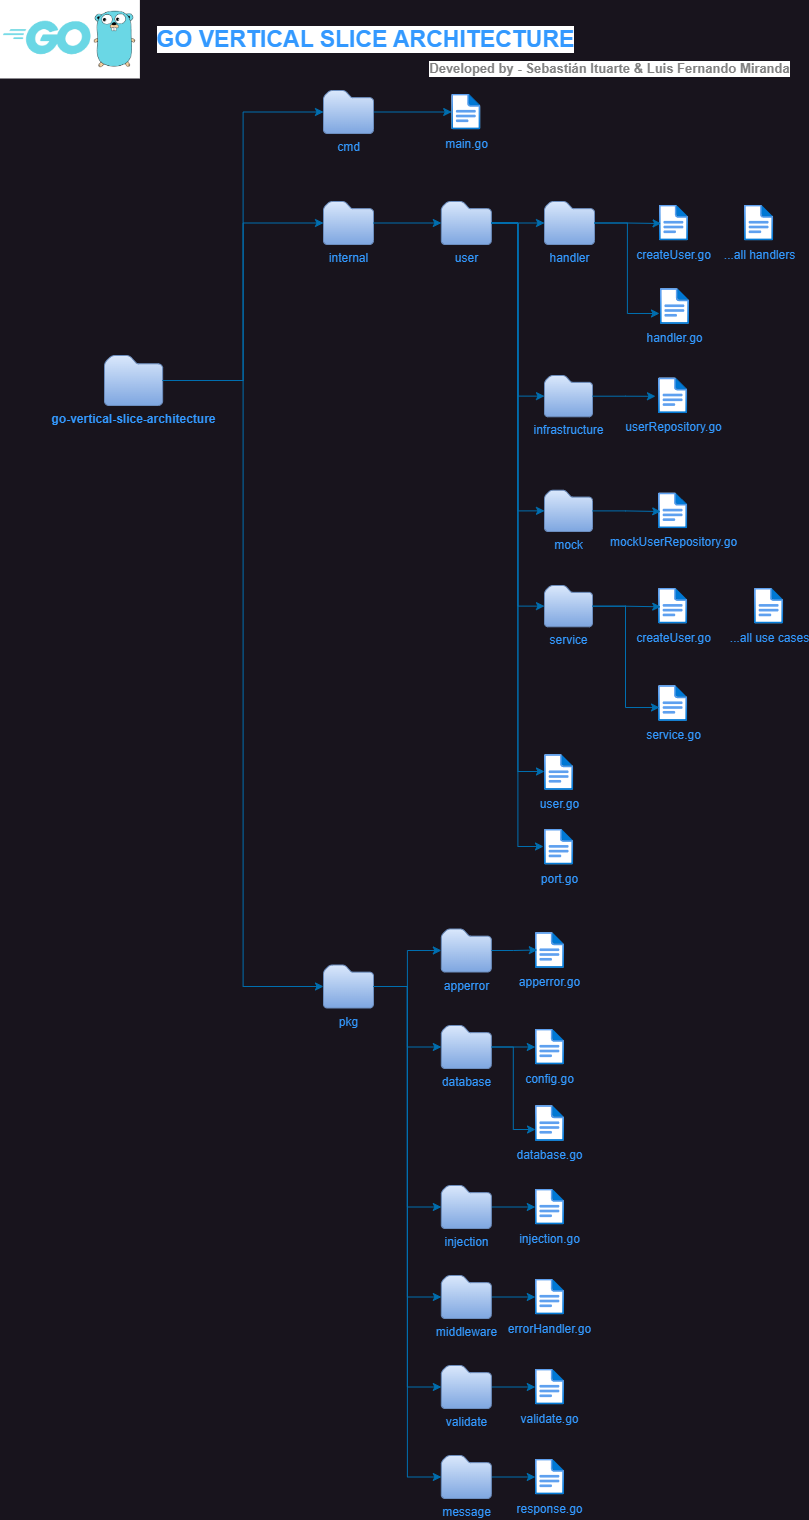 GO
GO VERTICAL SLICE ARCHITECTURE
Developed by - Sebastián Ituarte & Luis Fernando Miranda
cmd
main.go
internal
user
handler
createUser.go
...all handlers
handler.go
go-vertical-slice-architecture
infrastructure
userRepository.go
mock
mockUserRepository.go
service
createUser.go
...all use cases
service.go
user.go
port.go
pkg
apperror
apperror.go
database
config.go
database.go
injection
injection.go
middleware
errorHandler.go
validate
validate.go
message
response.go